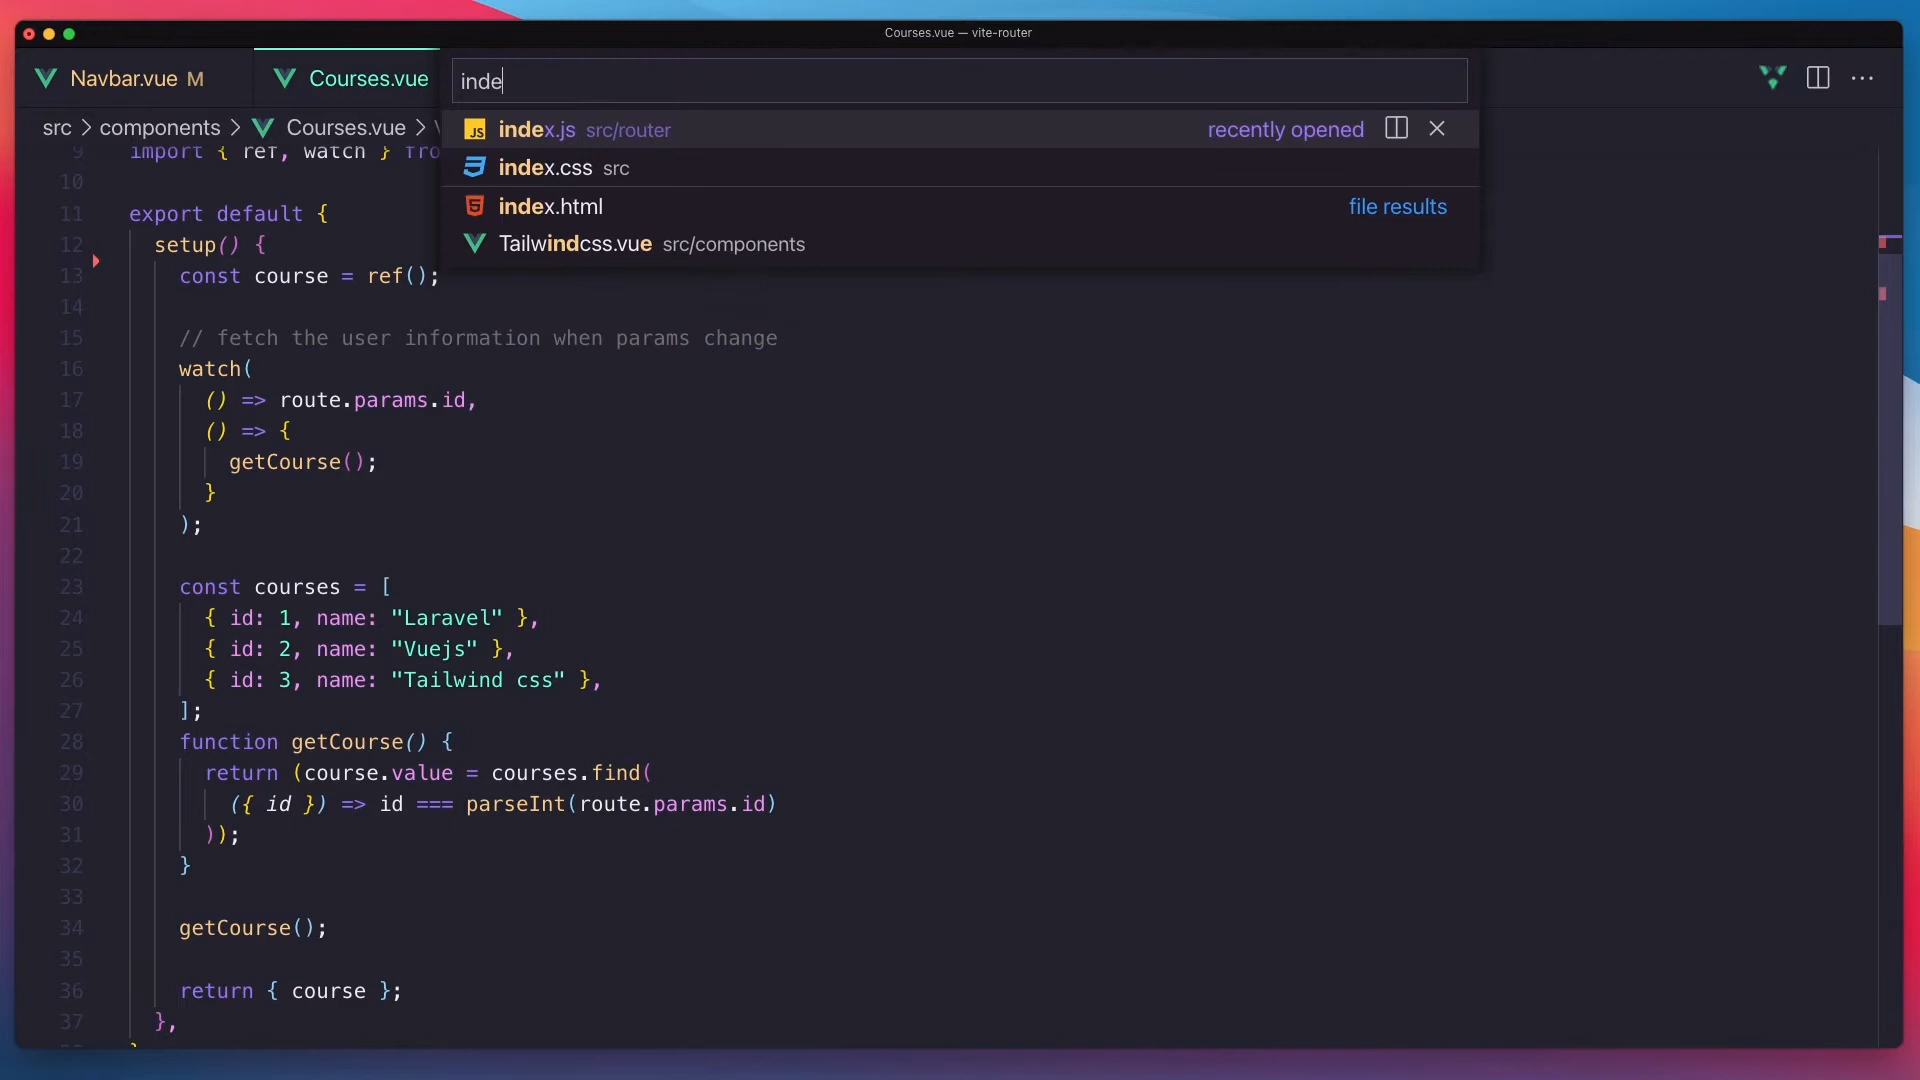 Courses.vue — vite-router
Navbar.vue M
Courses.vue
inde
src > components > Courses.vue >
index.js src/router recently opened
index.css src
index.html file results
Tailwindcss.vue src/components
9 import { ref, watch } fro
10
11 export default {
12 setup() {
13 const course = ref();
14
15 // fetch the user information when params change
16 watch(
17 () => route.params.id,
18 () => {
19 getCourse();
20 }
21 );
22
23 const courses = [
24 { id: 1, name: "Laravel" },
25 { id: 2, name: "Vuejs" },
26 { id: 3, name: "Tailwind css" },
27 ];
28 function getCourse() {
29 return (course.value = courses.find(
30 ({ id }) => id === parseInt(route.params.id)
31 ));
32 }
33
34 getCourse();
35
36 return { course };
37 },